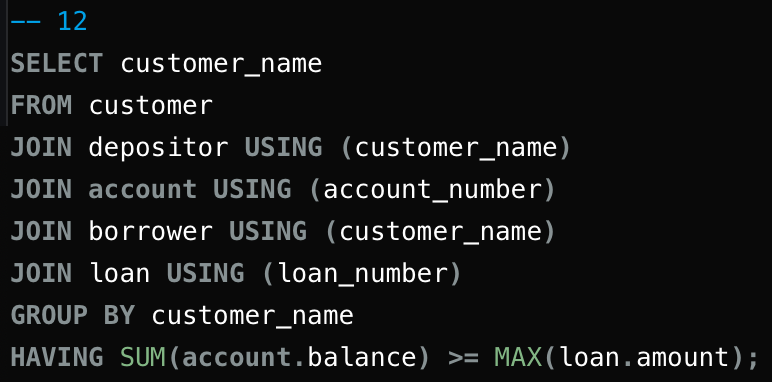 -- 12
SELECT customer_name
FROM customer
JOIN depositor USING (customer_name)
JOIN account USING (account_number)
JOIN borrower USING (customer_name)
JOIN loan USING (loan_number)
GROUP BY customer_name
HAVING SUM(account.balance) >= MAX(loan.amount);